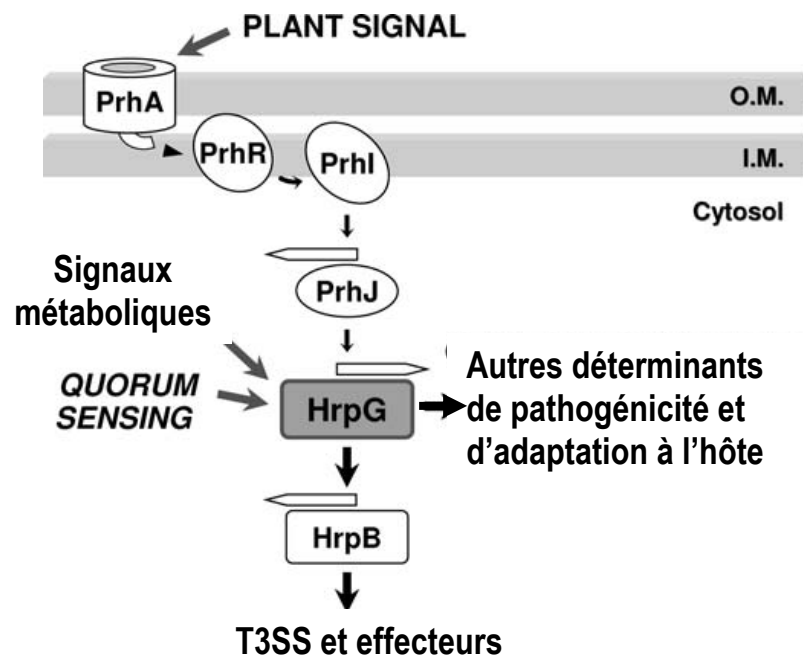 PLANT SIGNAL
PrhA
O.M.
PrhR
PrhI
I.M.
Cytosol
Signaux
métaboliques
PrhJ
QUORUM
SENSING
HrpG
Autres déterminants
de pathogénicité et
d'adaptation à l'hôte
HrpB
T3SS et effecteurs